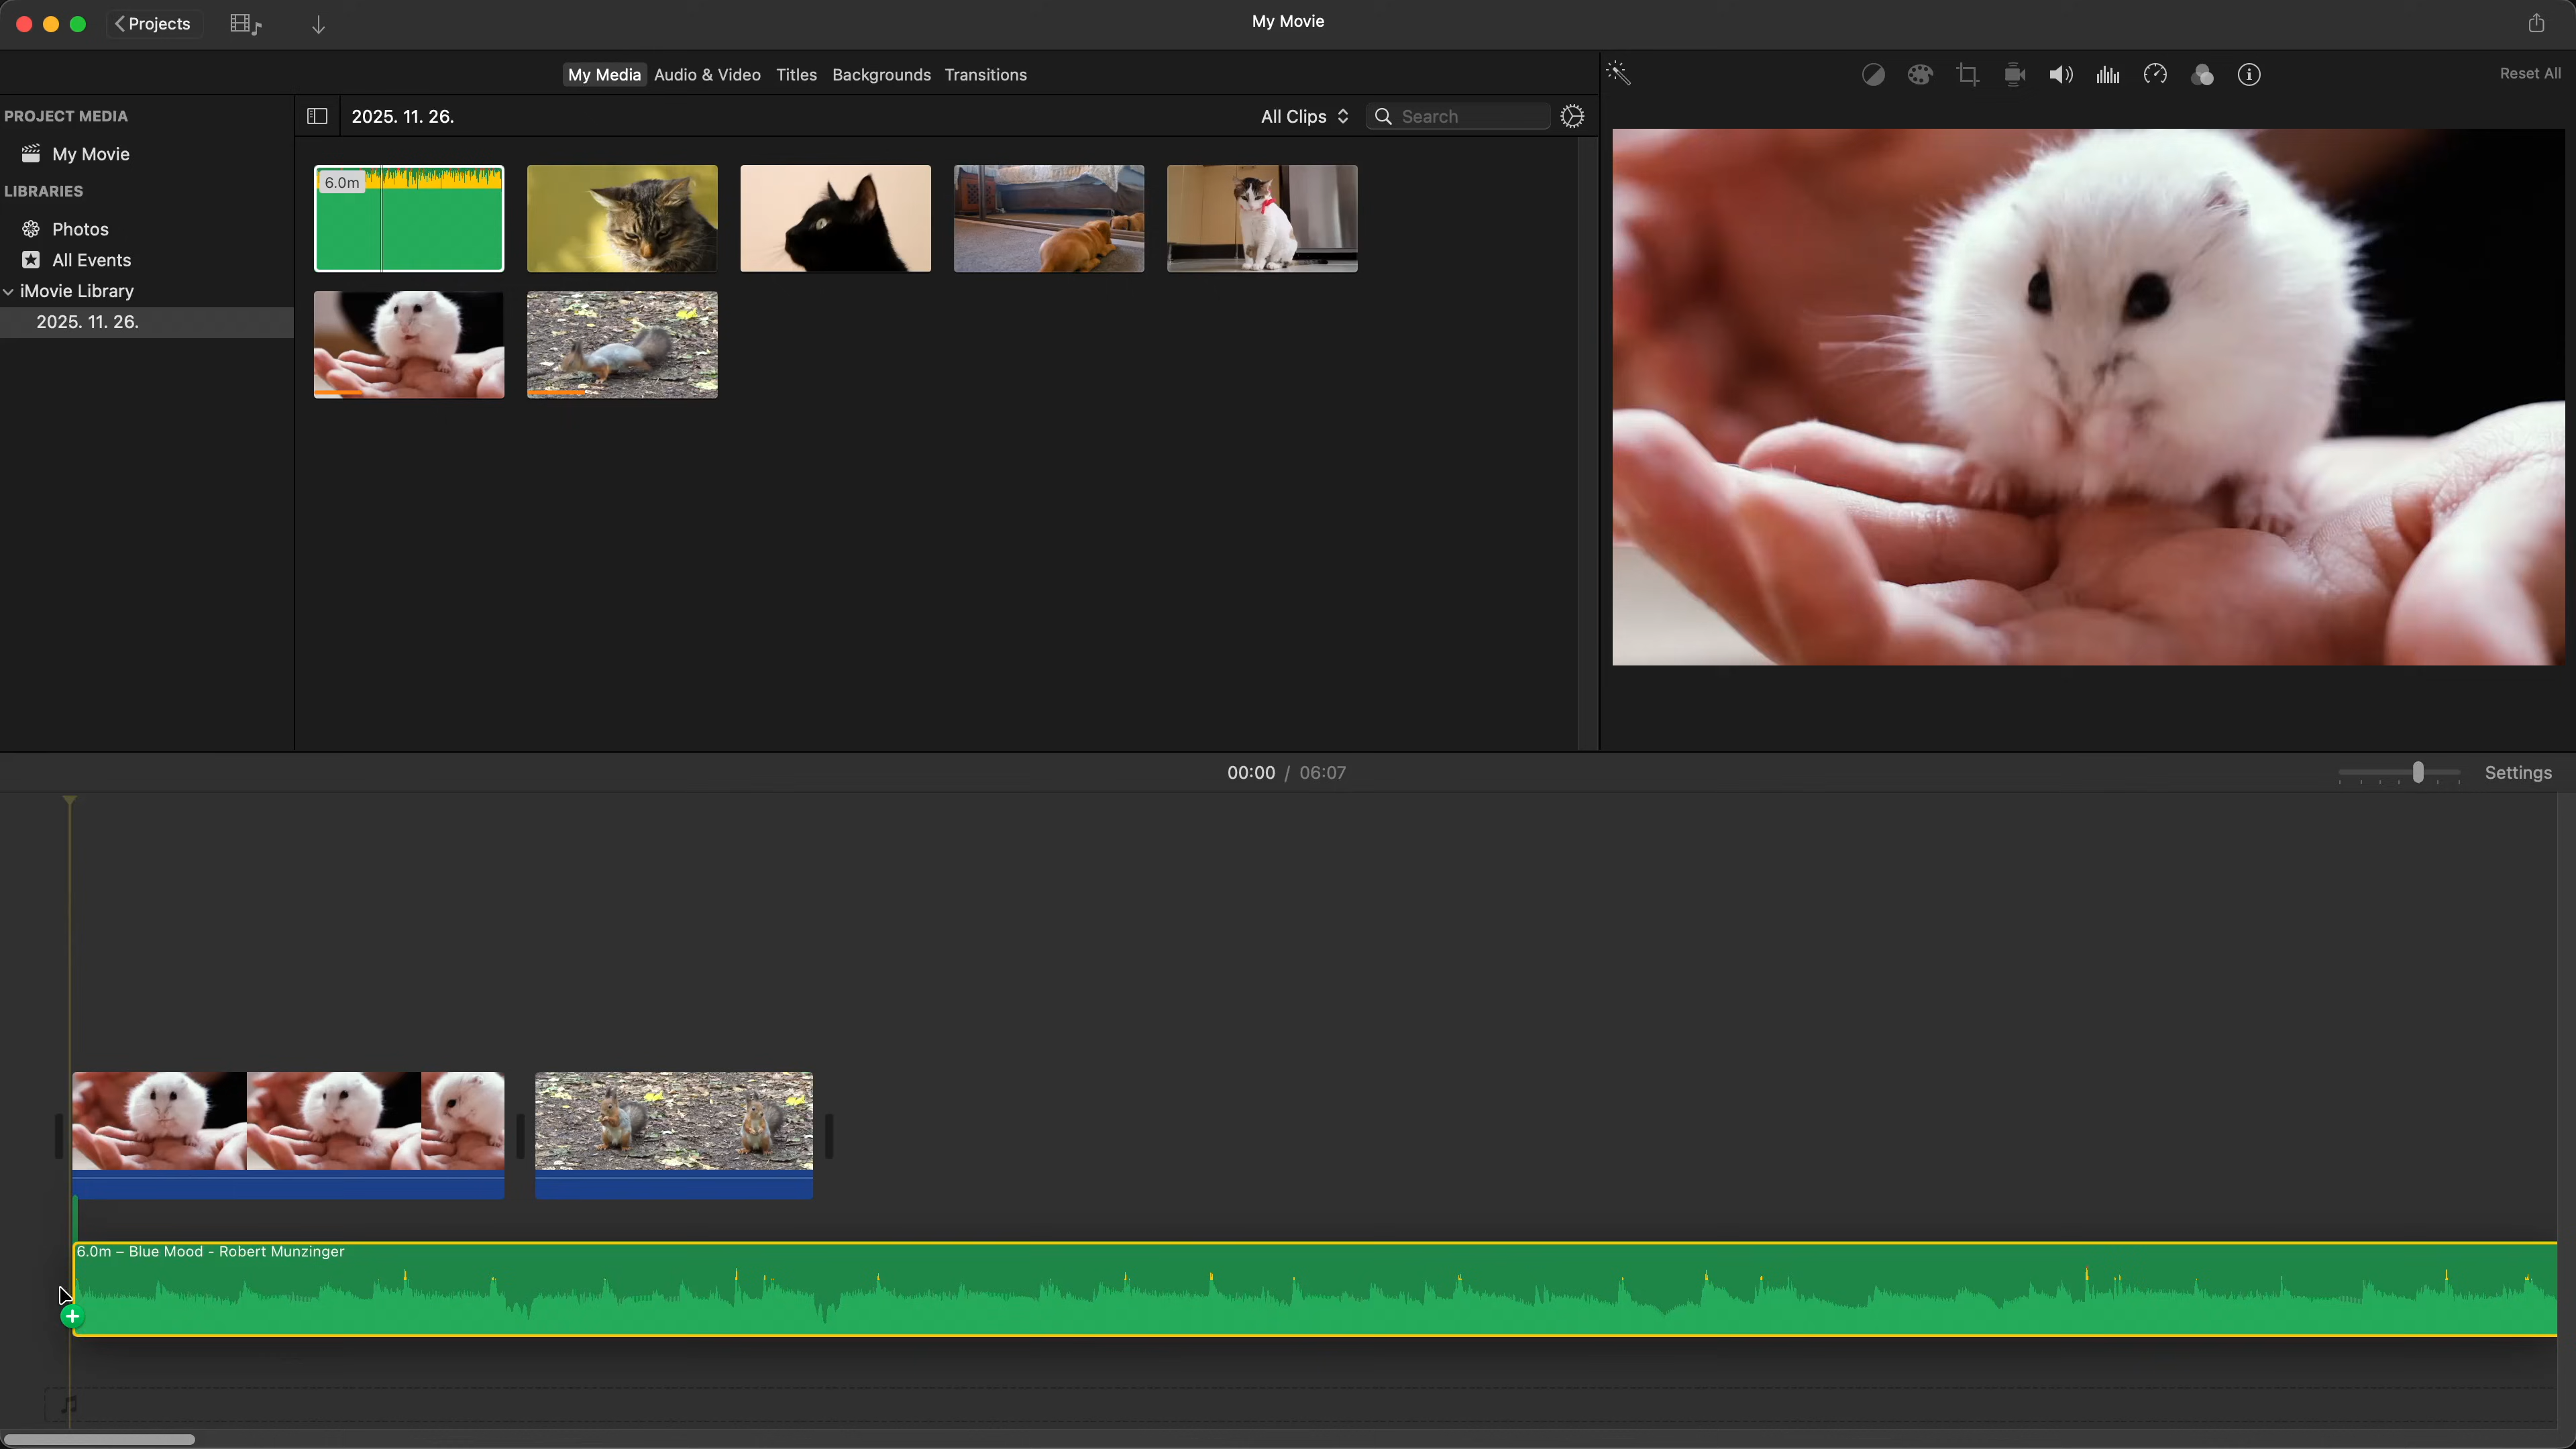 Projects
My Movie
My Media
Audio & Video
Titles
Backgrounds
Transitions
Reset All
PROJECT MEDIA
My Movie
LIBRARIES
Photos
All Events
iMovie Library
2025. 11. 26.
2025. 11. 26.
All Clips
Search
6.0m
00:00 / 06:07
Settings
6.0m – Blue Mood - Robert Munzinger